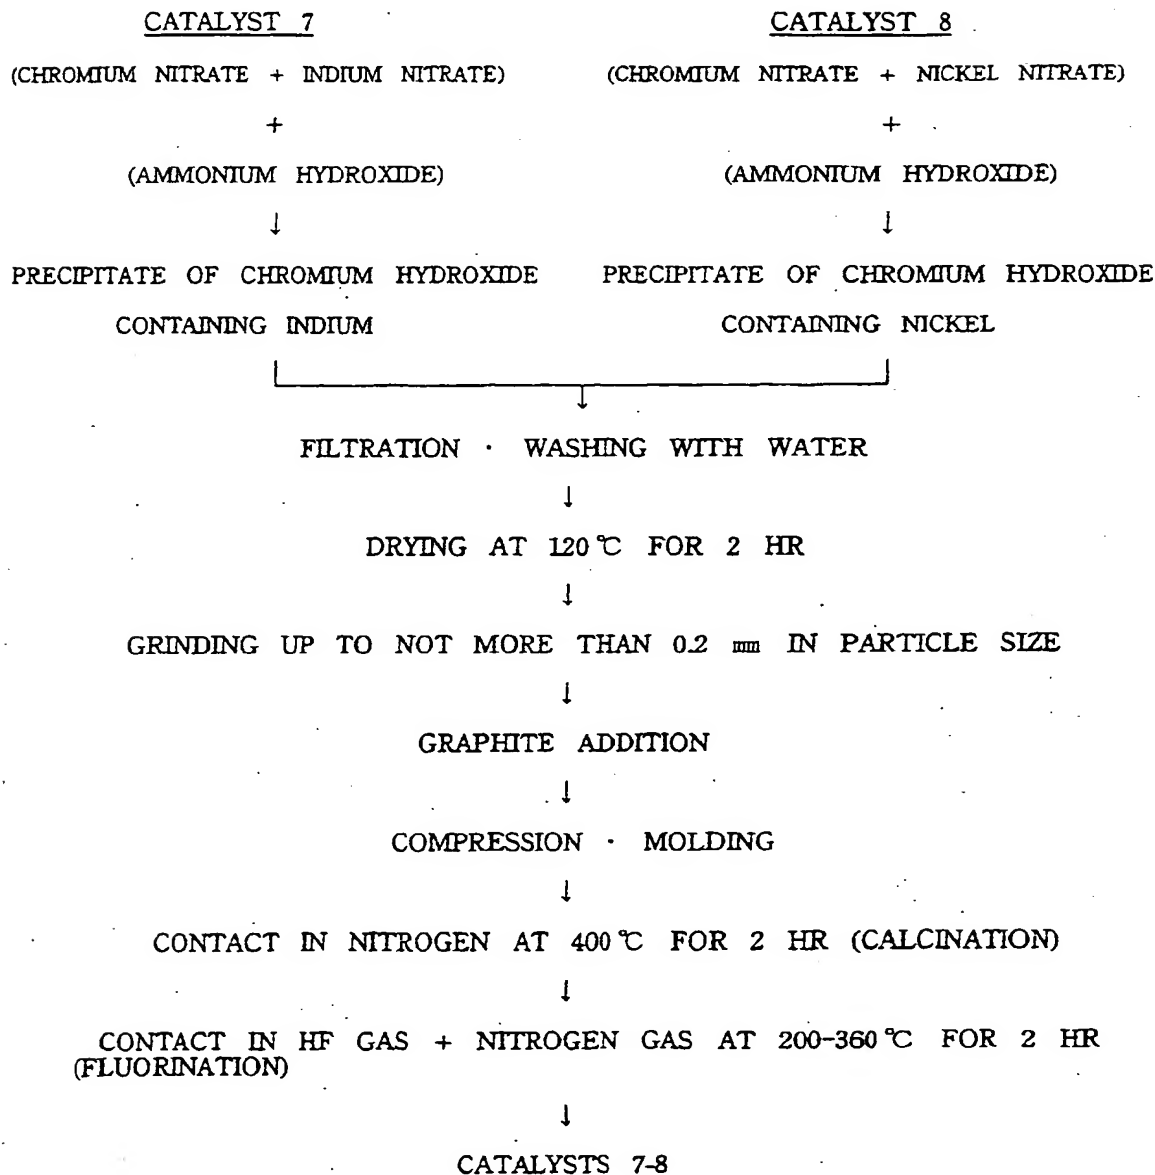 CATALYST 7
(CHROMIUM NITRATE + INDIUM NITRATE)
+
(AMMONIUM HYDROXIDE)
↓
PRECIPITATE OF CHROMIUM HYDROXIDE
CONTAINING INDIUM
CATALYST 8
(CHROMIUM NITRATE + NICKEL NITRATE)
+
(AMMONIUM HYDROXIDE)
↓
PRECIPITATE OF CHROMIUM HYDROXIDE
CONTAINING NICKEL
↓
FILTRATION · WASHING WITH WATER
↓
DRYING AT 120℃ FOR 2 HR
↓
GRINDING UP TO NOT MORE THAN 0.2 ㎜ IN PARTICLE SIZE
↓
GRAPHITE ADDITION
↓
COMPRESSION · MOLDING
↓
CONTACT IN NITROGEN AT 400℃ FOR 2 HR (CALCINATION)
↓
CONTACT IN HF GAS + NITROGEN GAS AT 200-360℃ FOR 2 HR
(FLUORINATION)
↓
CATALYSTS 7-8